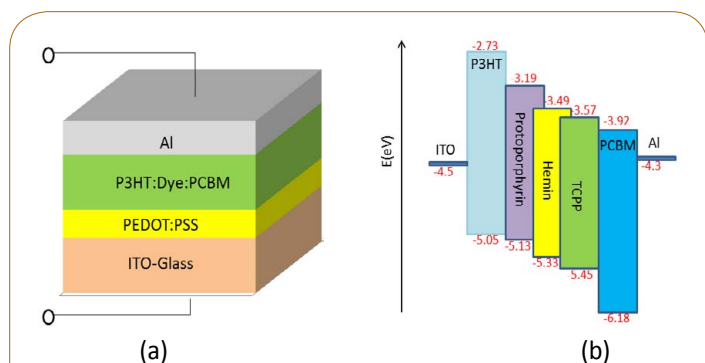 Al
P3HT:Dye:PCBM
PEDOT:PSS
ITO-Glass
(a)
E(eV)
ITO
-4.5
-2.73
P3HT
-5.05
-3.19
Protoporphyrin
-5.13
-3.49
Hemin
-5.33
-3.57
TCPP
-5.45
-3.92
PCBM
-6.18
Al
-4.3
(b)